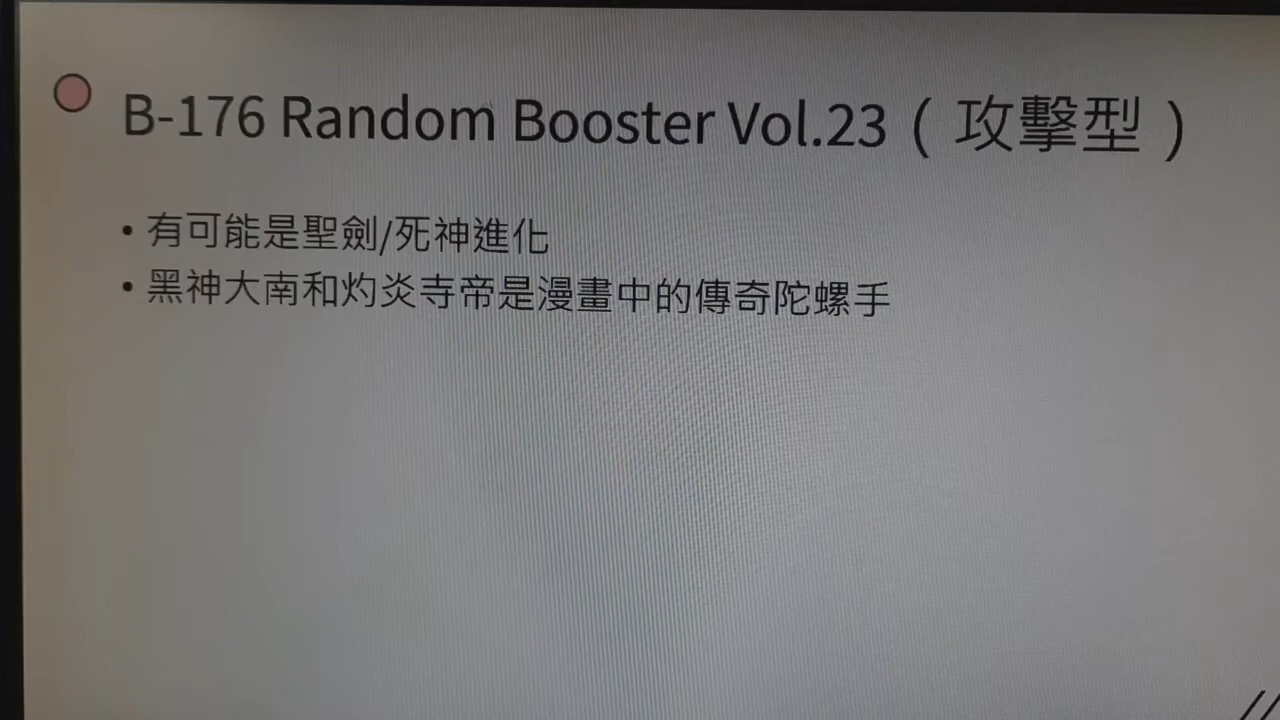 B-176 Random Booster Vol.23（攻擊型）
• 有可能是聖劍/死神進化
• 黑神大南和灼炎寺帝是漫畫中的傳奇陀螺手